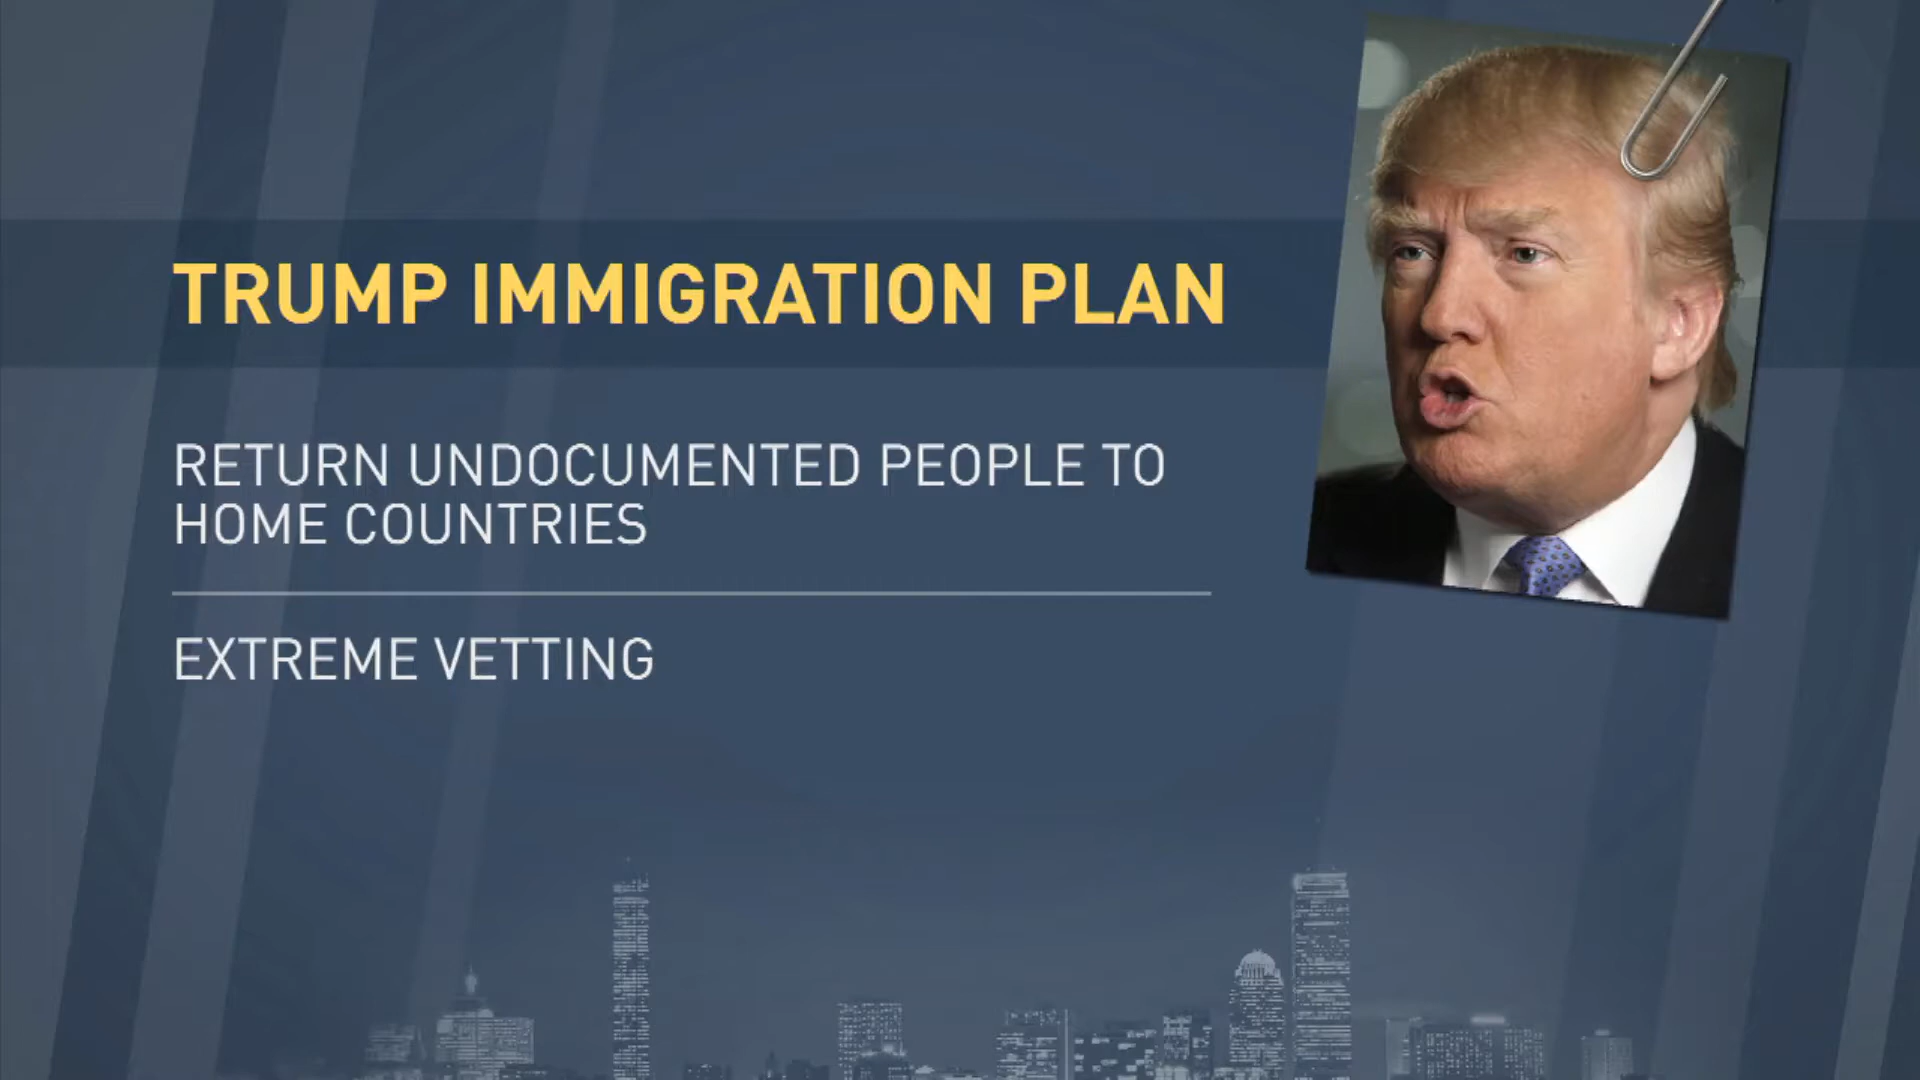 TRUMP IMMIGRATION PLAN
RETURN UNDOCUMENTED PEOPLE TO
HOME COUNTRIES
EXTREME VETTING